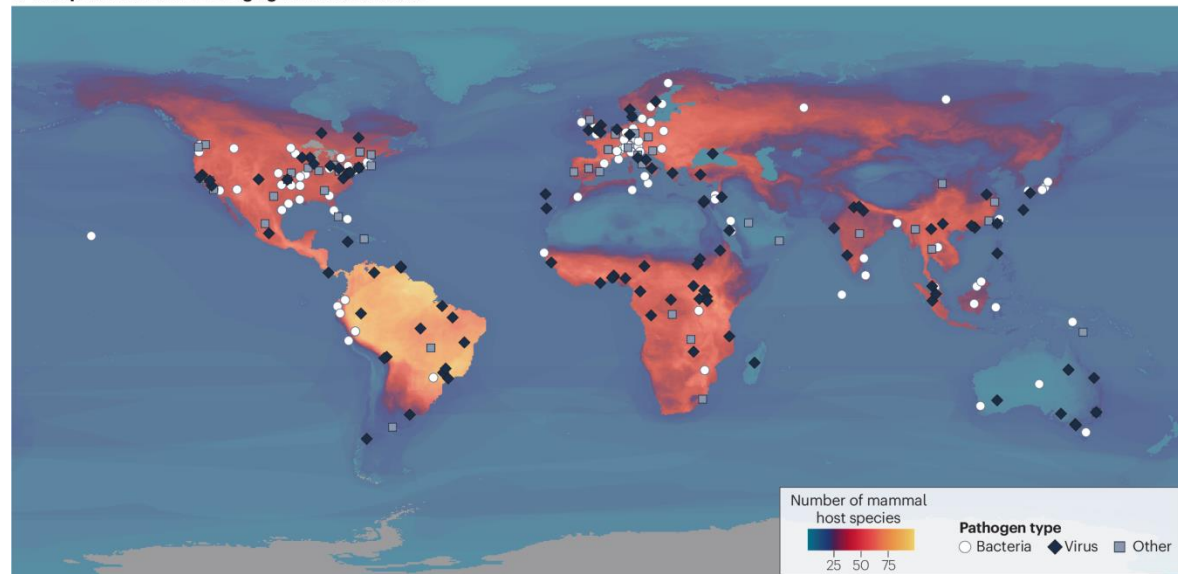 Number of mammal
host species
25 50 75
Pathogen type
Bacteria Virus Other